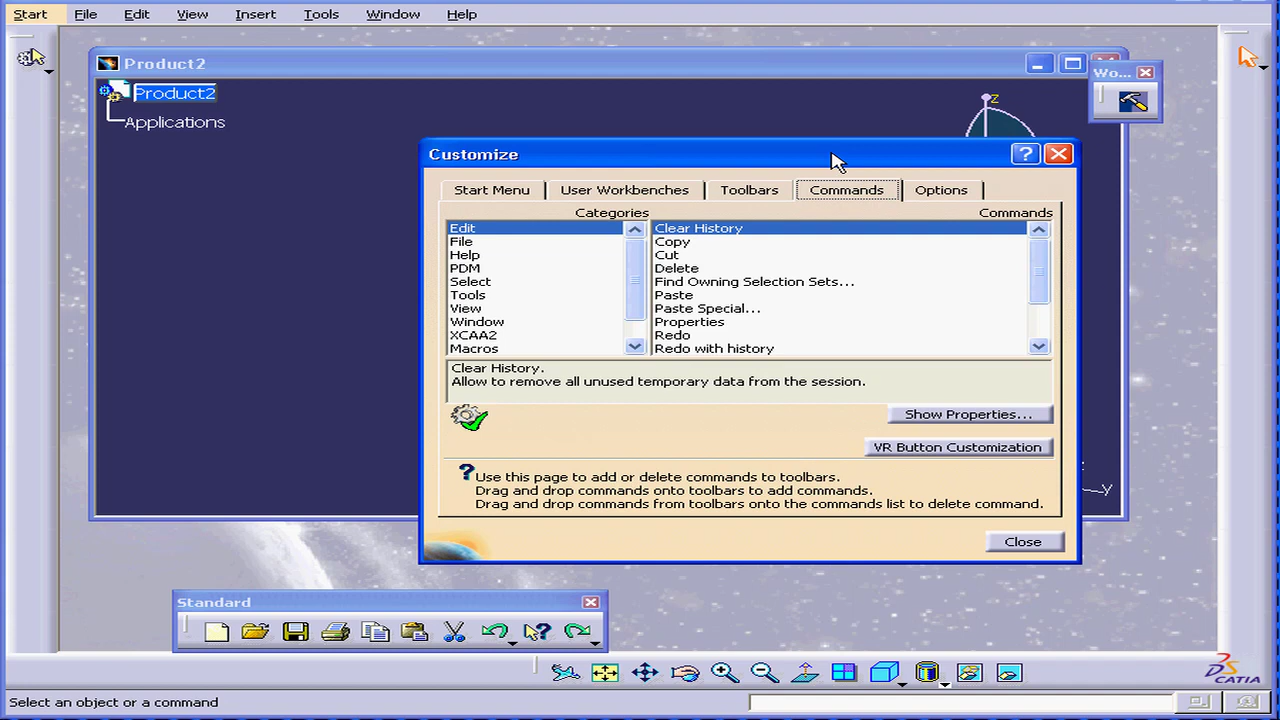 Start File Edit View Insert Tools Window Help
Product2
Wo...
Product2
Applications
z
Customize
Start Menu User Workbenches Toolbars Commands Options
Categories Commands
Edit
File
Help
PDM
Select
Tools
View
Window
XCAA2
Macros
Clear History
Copy
Cut
Delete
Find Owning Selection Sets...
Paste
Paste Special...
Properties
Redo
Redo with history
Clear History.
Allow to remove all unused temporary data from the session.
Show Properties...
VR Button Customization
Use this page to add or delete commands to toolbars.
Drag and drop commands onto toolbars to add commands.
Drag and drop commands from toolbars onto the commands list to delete command.
y
Close
Standard
DS CATIA
Select an object or a command